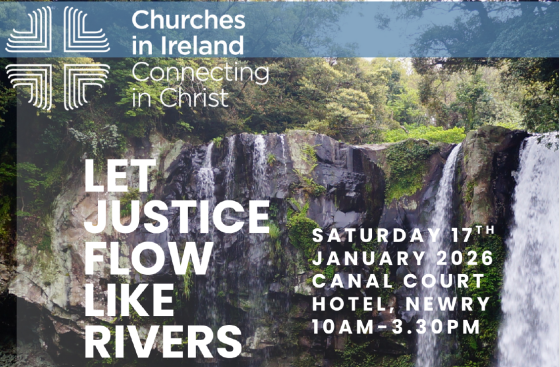 Churches
in Ireland
Connecting
in Christ
LET
JUSTICE
FLOW
LIKE
RIVERS
SATURDAY 17TH
JANUARY 2026
CANAL COURT
HOTEL, NEWRY
10AM-3.30PM